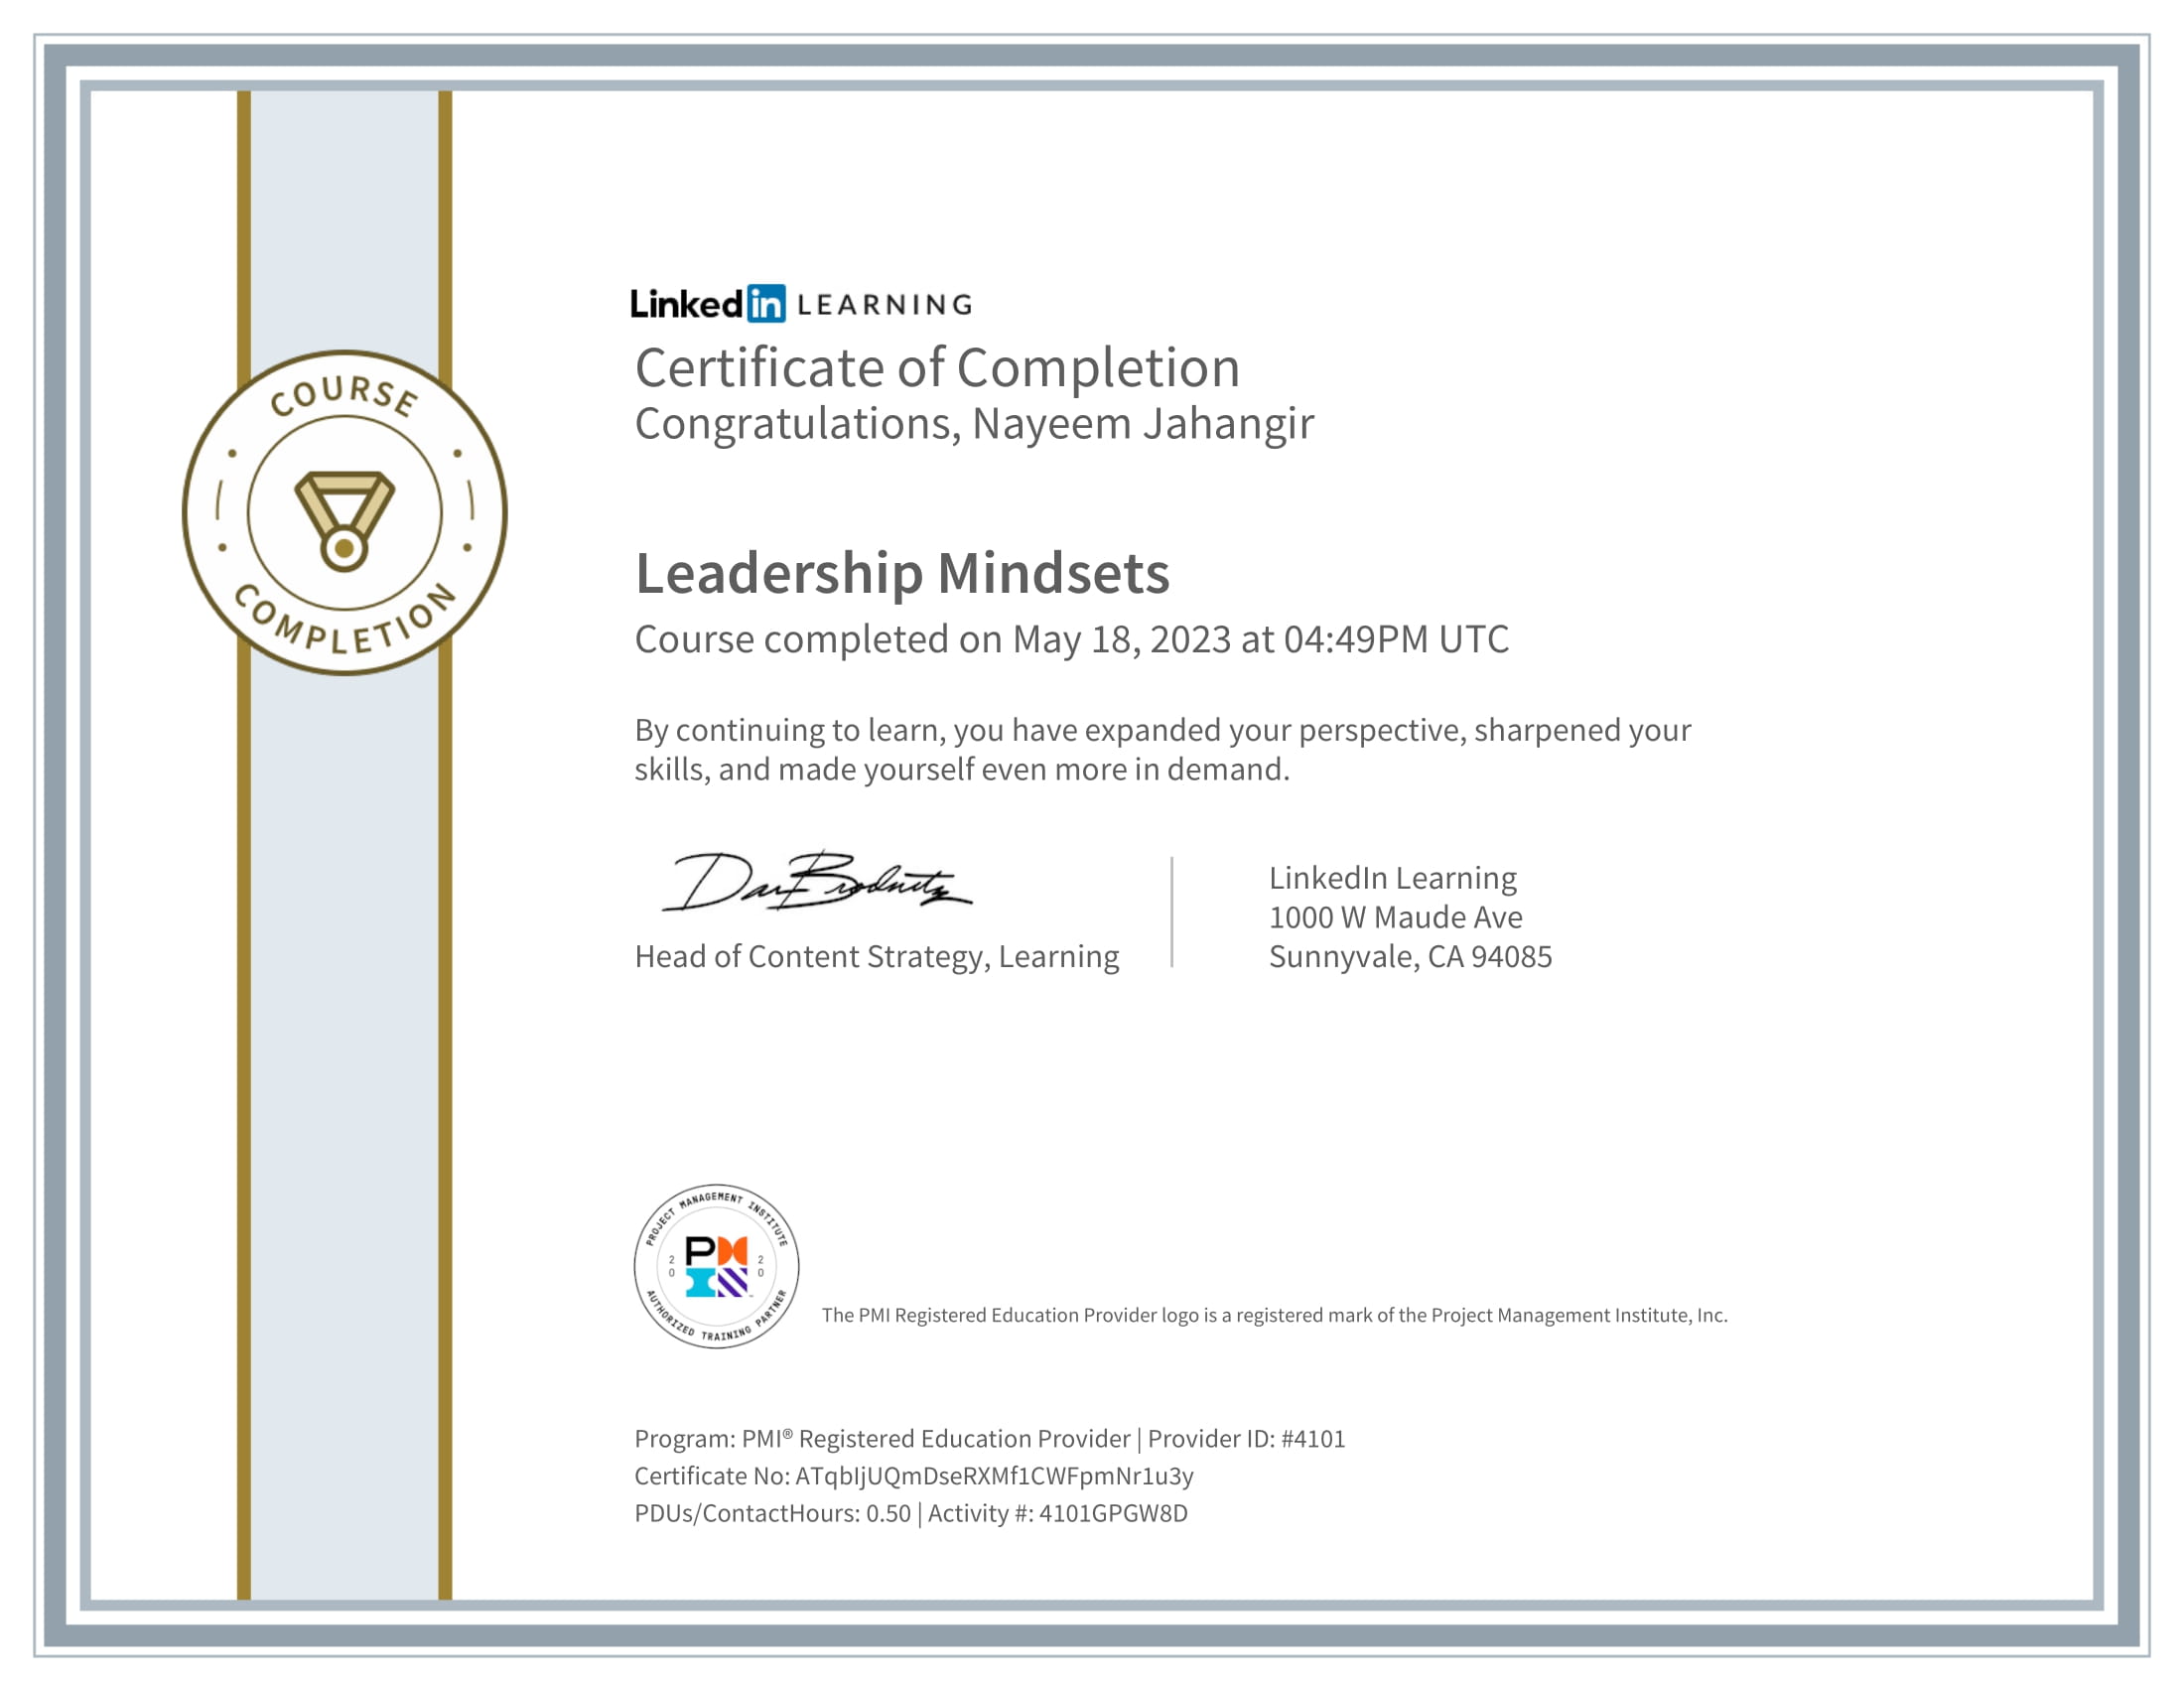 COURSE
COMPLETION
Linked in LEARNING
Certificate of Completion
Congratulations, Nayeem Jahangir
Leadership Mindsets
Course completed on May 18, 2023 at 04:49PM UTC
By continuing to learn, you have expanded your perspective, sharpened your
skills, and made yourself even more in demand.
Dan Brodnitz
Head of Content Strategy, Learning
LinkedIn Learning
1000 W Maude Ave
Sunnyvale, CA 94085
PROJECT MANAGEMENT INSTITUTE
20 PMI 20
AUTHORIZED TRAINING PARTNER
The PMI Registered Education Provider logo is a registered mark of the Project Management Institute, Inc.
Program: PMI® Registered Education Provider | Provider ID: #4101
Certificate No: ATqbIjUQmDseRXMf1CWFpmNr1u3y
PDUs/ContactHours: 0.50 | Activity #: 4101GPGW8D